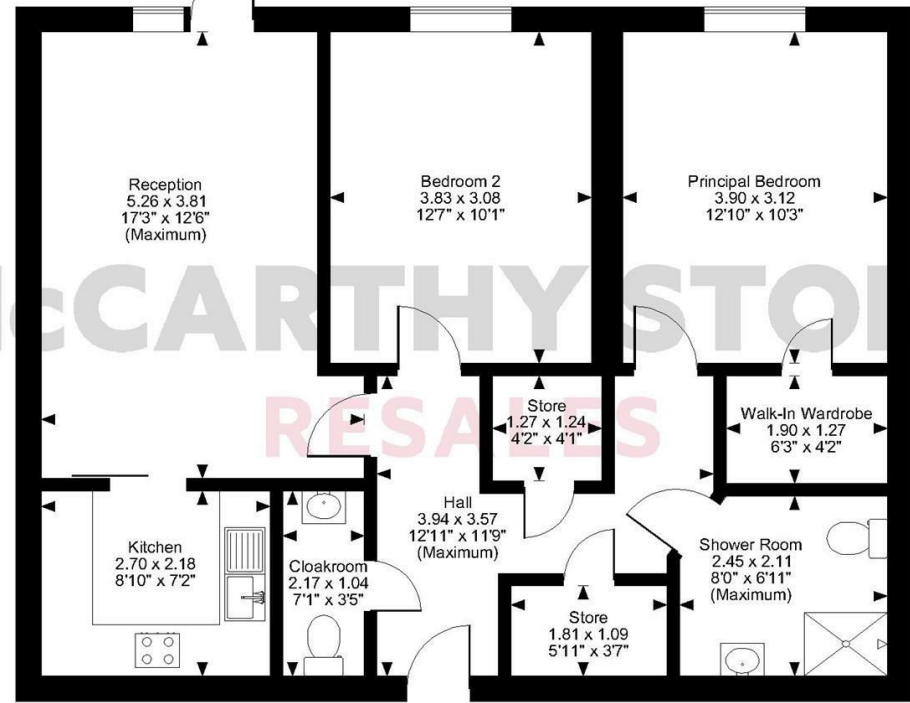 Reception
5.26 x 3.81
17'3" x 12'6"
(Maximum)
Bedroom 2
3.83 x 3.08
12'7" x 10'1"
Principal Bedroom
3.90 x 3.12
12'10" x 10'3"
McCARTHY STONE
RESALES
Store
1.27 x 1.24
4'2" x 4'1"
Walk-In Wardrobe
1.90 x 1.27
6'3" x 4'2"
Hall
3.94 x 3.57
12'11" x 11'9"
(Maximum)
Kitchen
2.70 x 2.18
8'10" x 7'2"
Cloakroom
2.17 x 1.04
7'1" x 3'5"
Shower Room
2.45 x 2.11
8'0" x 6'11"
(Maximum)
Store
1.81 x 1.09
5'11" x 3'7"